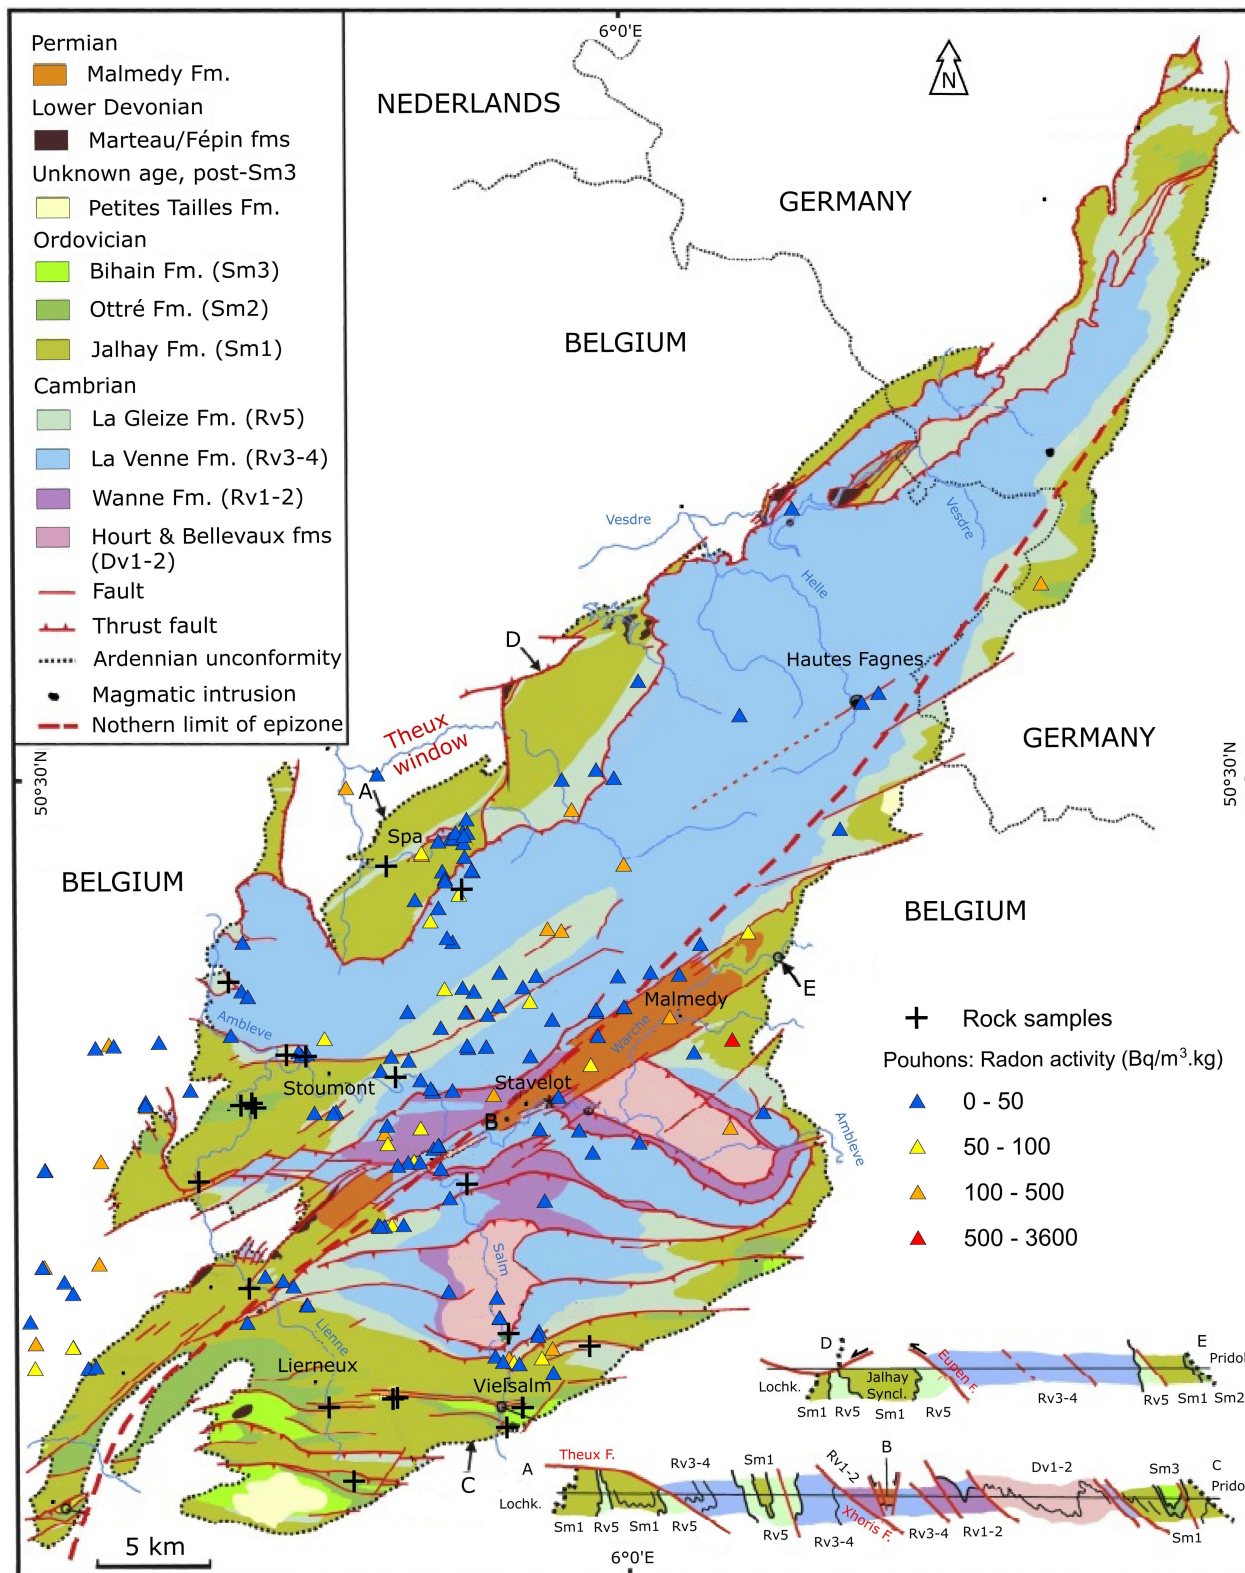 6°0'E
Permian
Malmedy Fm.
Lower Devonian
Marteau/Fépin fms
Unknown age, post-Sm3
Petites Tailles Fm.
Ordovician
Bihain Fm. (Sm3)
Ottré Fm. (Sm2)
Jalhay Fm. (Sm1)
Cambrian
La Gleize Fm. (Rv5)
La Venne Fm. (Rv3-4)
Wanne Fm. (Rv1-2)
Hourt & Bellevaux fms
(Dv1-2)
Fault
Thrust fault
Ardennian unconformity
Magmatic intrusion
Nothern limit of epizone
N
NEDERLANDS
GERMANY
BELGIUM
Vesdre
Vesdre
Helle
D
Hautes Fagnes
Theux
window
GERMANY
50°30'N
50°30'N
A
Spa
BELGIUM
BELGIUM
E
Malmedy
Warche
Ambleve
Stoumont
Stavelot
B
Ambleve
Salm
Lienne
Lierneux
Vielsalm
C
Rock samples
Pouhons: Radon activity (Bq/m³.kg)
0 - 50
50 - 100
100 - 500
500 - 3600
D
E
Eupen F.
Pridoli
Lochk.
Jalhay
Syncl.
Rv3-4
Sm1
Rv5
Sm1
Rv5
Rv5
Sm1
Sm2
Theux F.
A
Rv3-4
Sm1
Rv1-2
B
Dv1-2
Sm3
C
Prido
Lochk.
Xhoris F.
Sm1
Rv5
Sm1
Rv5
Rv5
Rv3-4
Rv3-4
Rv1-2
Sm1
5 km
6°0'E